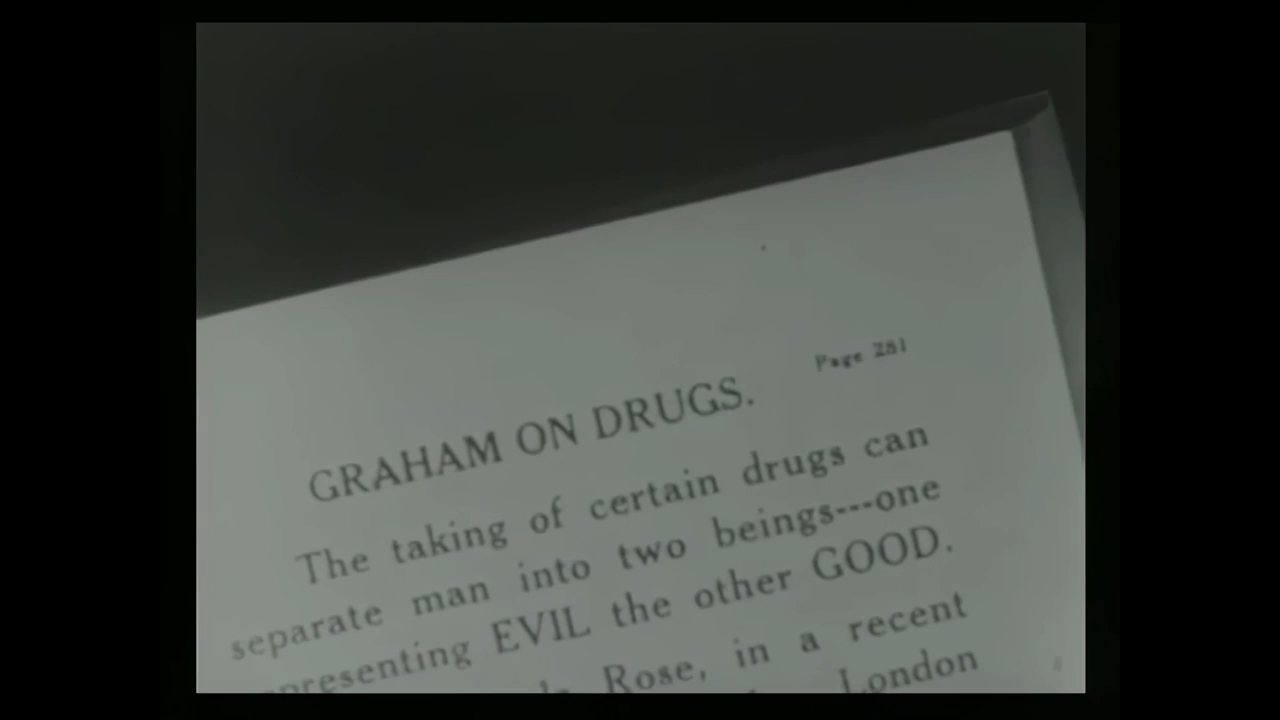 Page 281
GRAHAM ON DRUGS.
The taking of certain drugs can
separate man into two beings---one
presenting EVIL the other GOOD.
Rose, in a recent
London